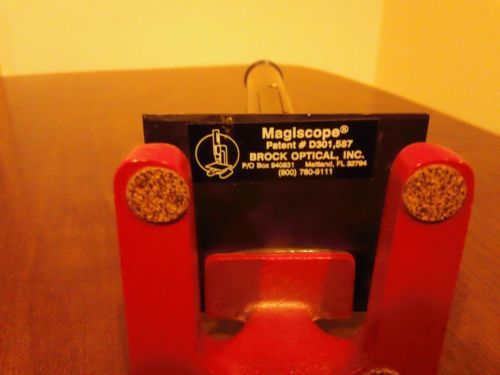 Magiscope®
Patent # D301,587
BROCK OPTICAL, INC.
P/O Box 940831 Maitland, FL 32794
(800) 780-9111